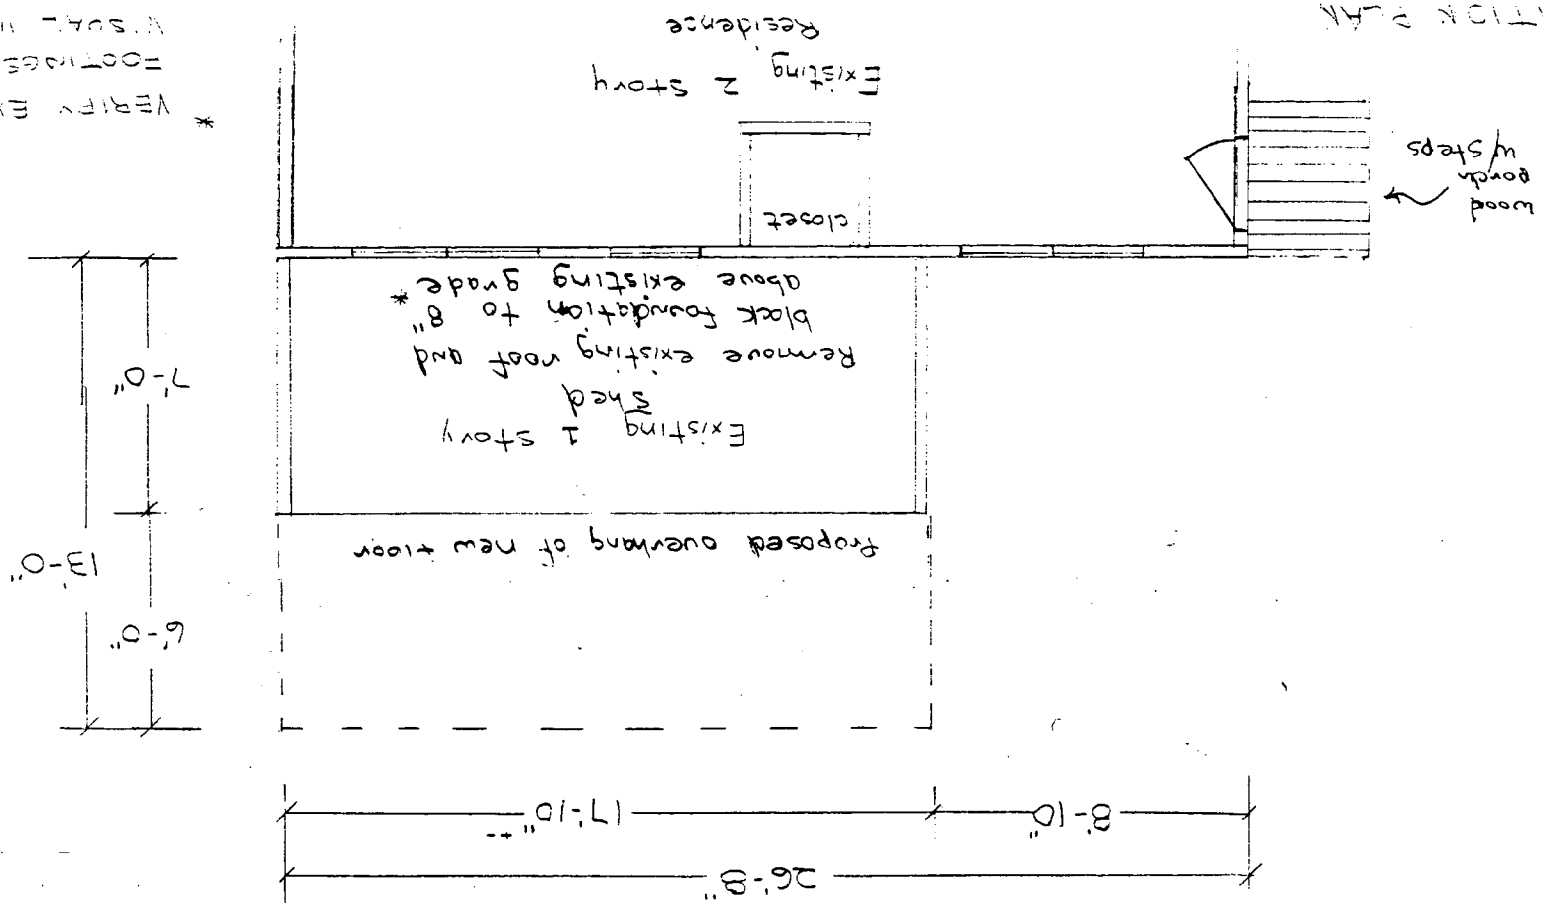 26'-8"
8'-10"
17'-10" +-
6'-0"
13'-0"
7'-0"
Proposed overhang of new floor
Existing 1 Story
Shed
Remove existing roof and
block foundation to 8"
above existing grade *
closet
wood
porch
w/steps
Existing 2 Story
Residence
* VERIFY
FOOTINGS
VISUAL
PLAN